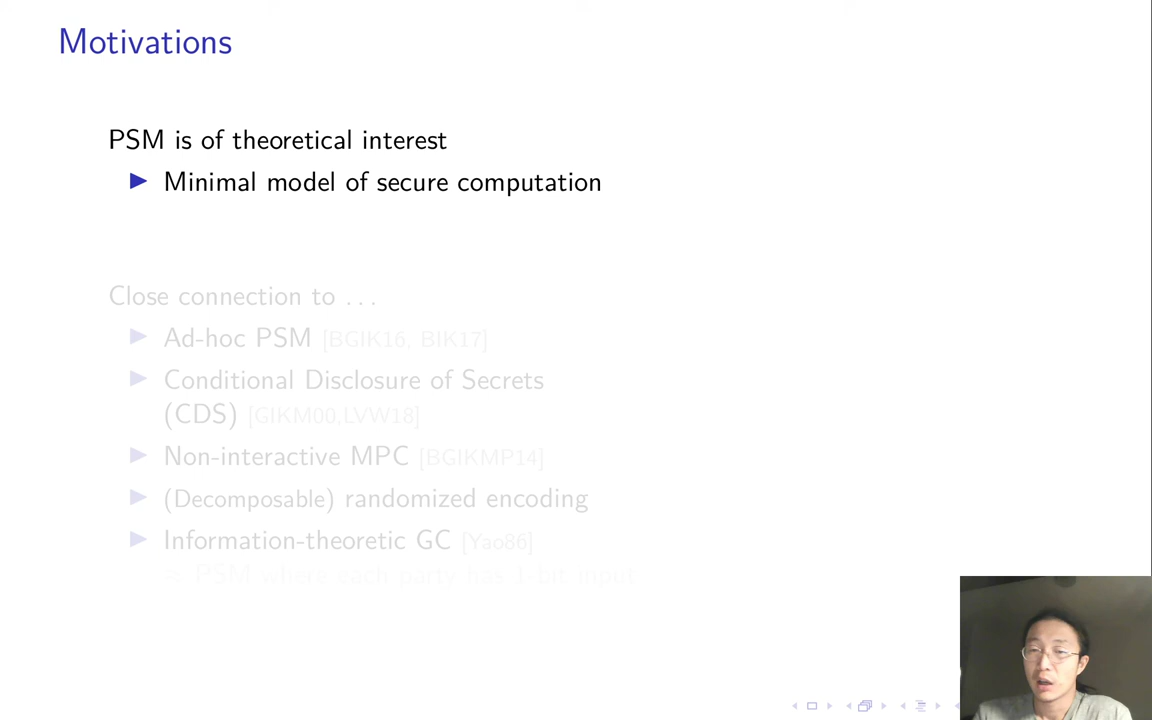 Motivations
PSM is of theoretical interest
▶ Minimal model of secure computation
Close connection to ...
▶ Ad-hoc PSM [BGIK16, BIK17]
▶ Conditional Disclosure of Secrets
(CDS) [GIKM00,LVW18]
▶ Non-interactive MPC [BGIKMP14]
▶ (Decomposable) randomized encoding
▶ Information-theoretic GC [Yao86]
PSM where each party has 1-bit input